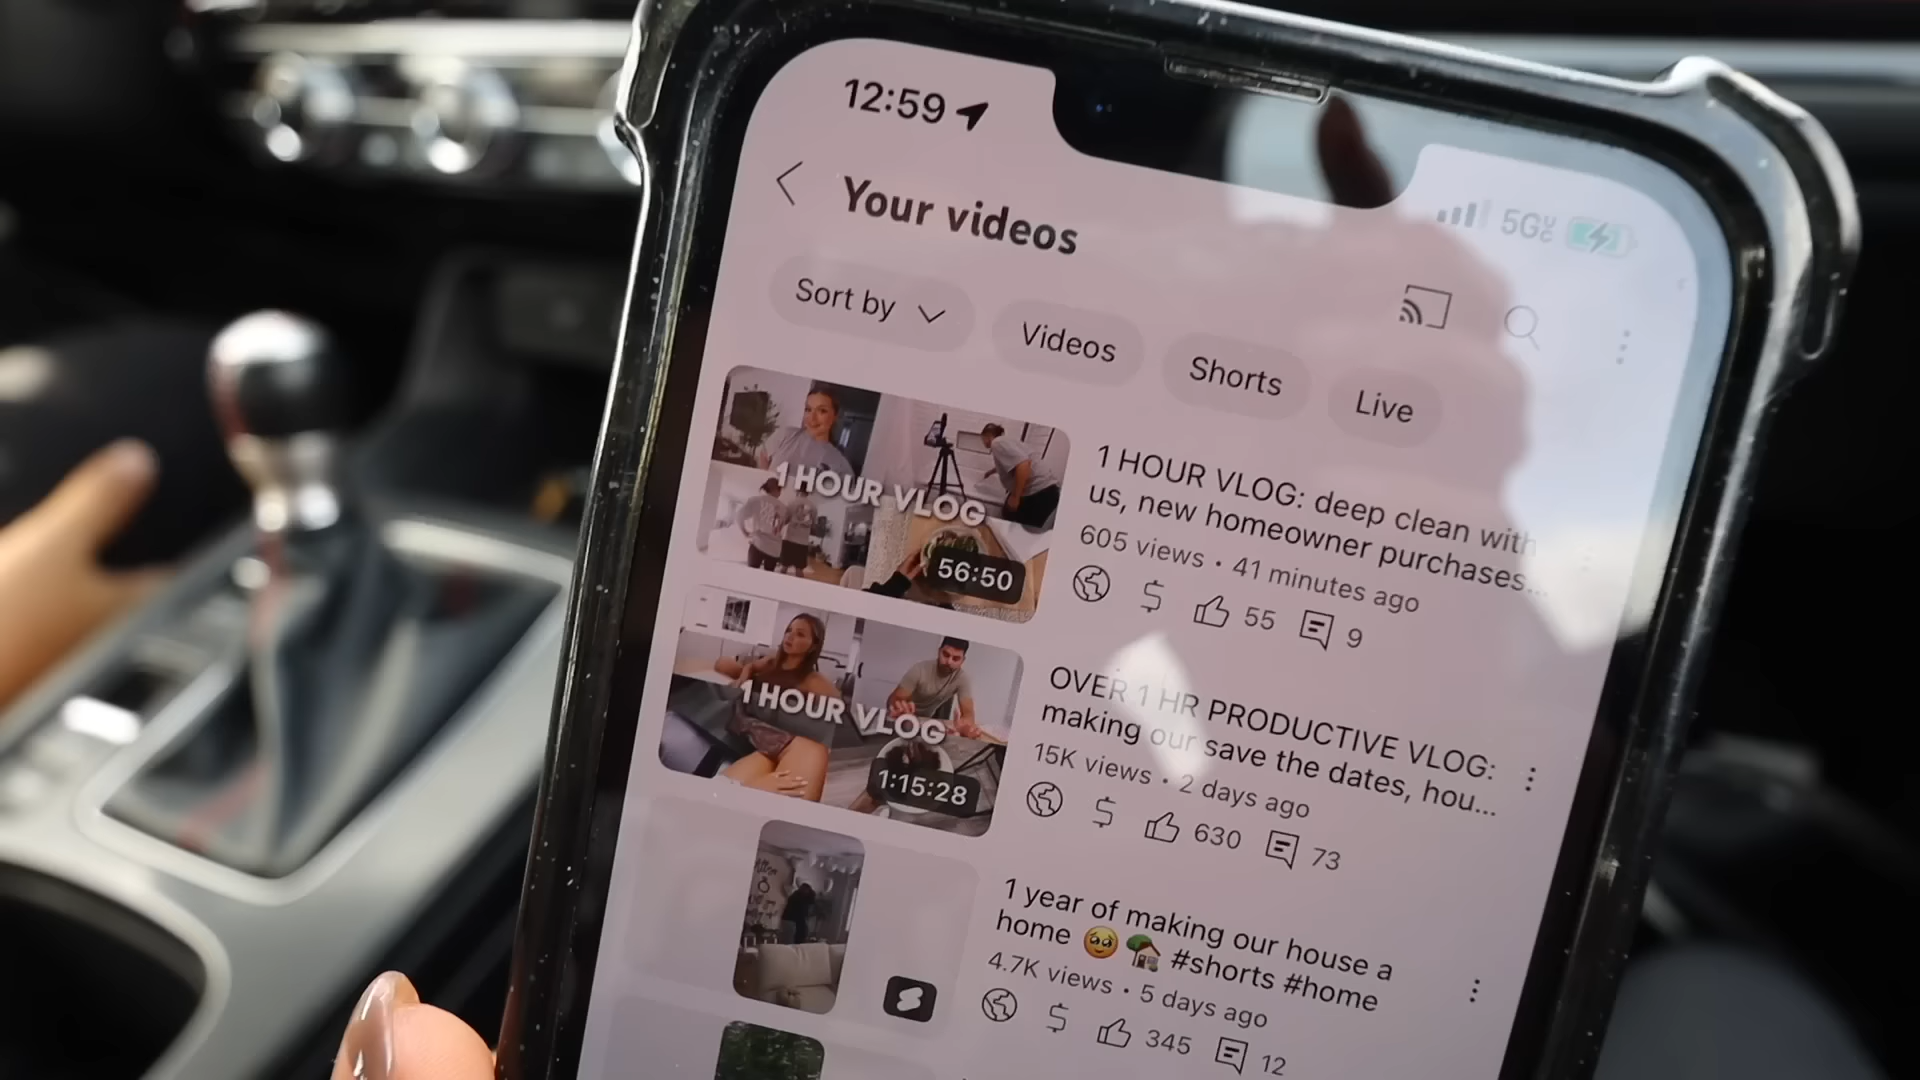 12:59
5G
Your videos
Sort by
Videos
Shorts
Live
1 HOUR VLOG
56:50
1 HOUR VLOG: deep clean with
us, new homeowner purchases...
605 views • 41 minutes ago
$ 55 9
1 HOUR VLOG
1:15:28
OVER 1 HR PRODUCTIVE VLOG:
making our save the dates, hou...
15K views • 2 days ago
$ 630 73
1 year of making our house a
home 🥹 🏡 #shorts #home
4.7K views • 5 days ago
$ 345 12